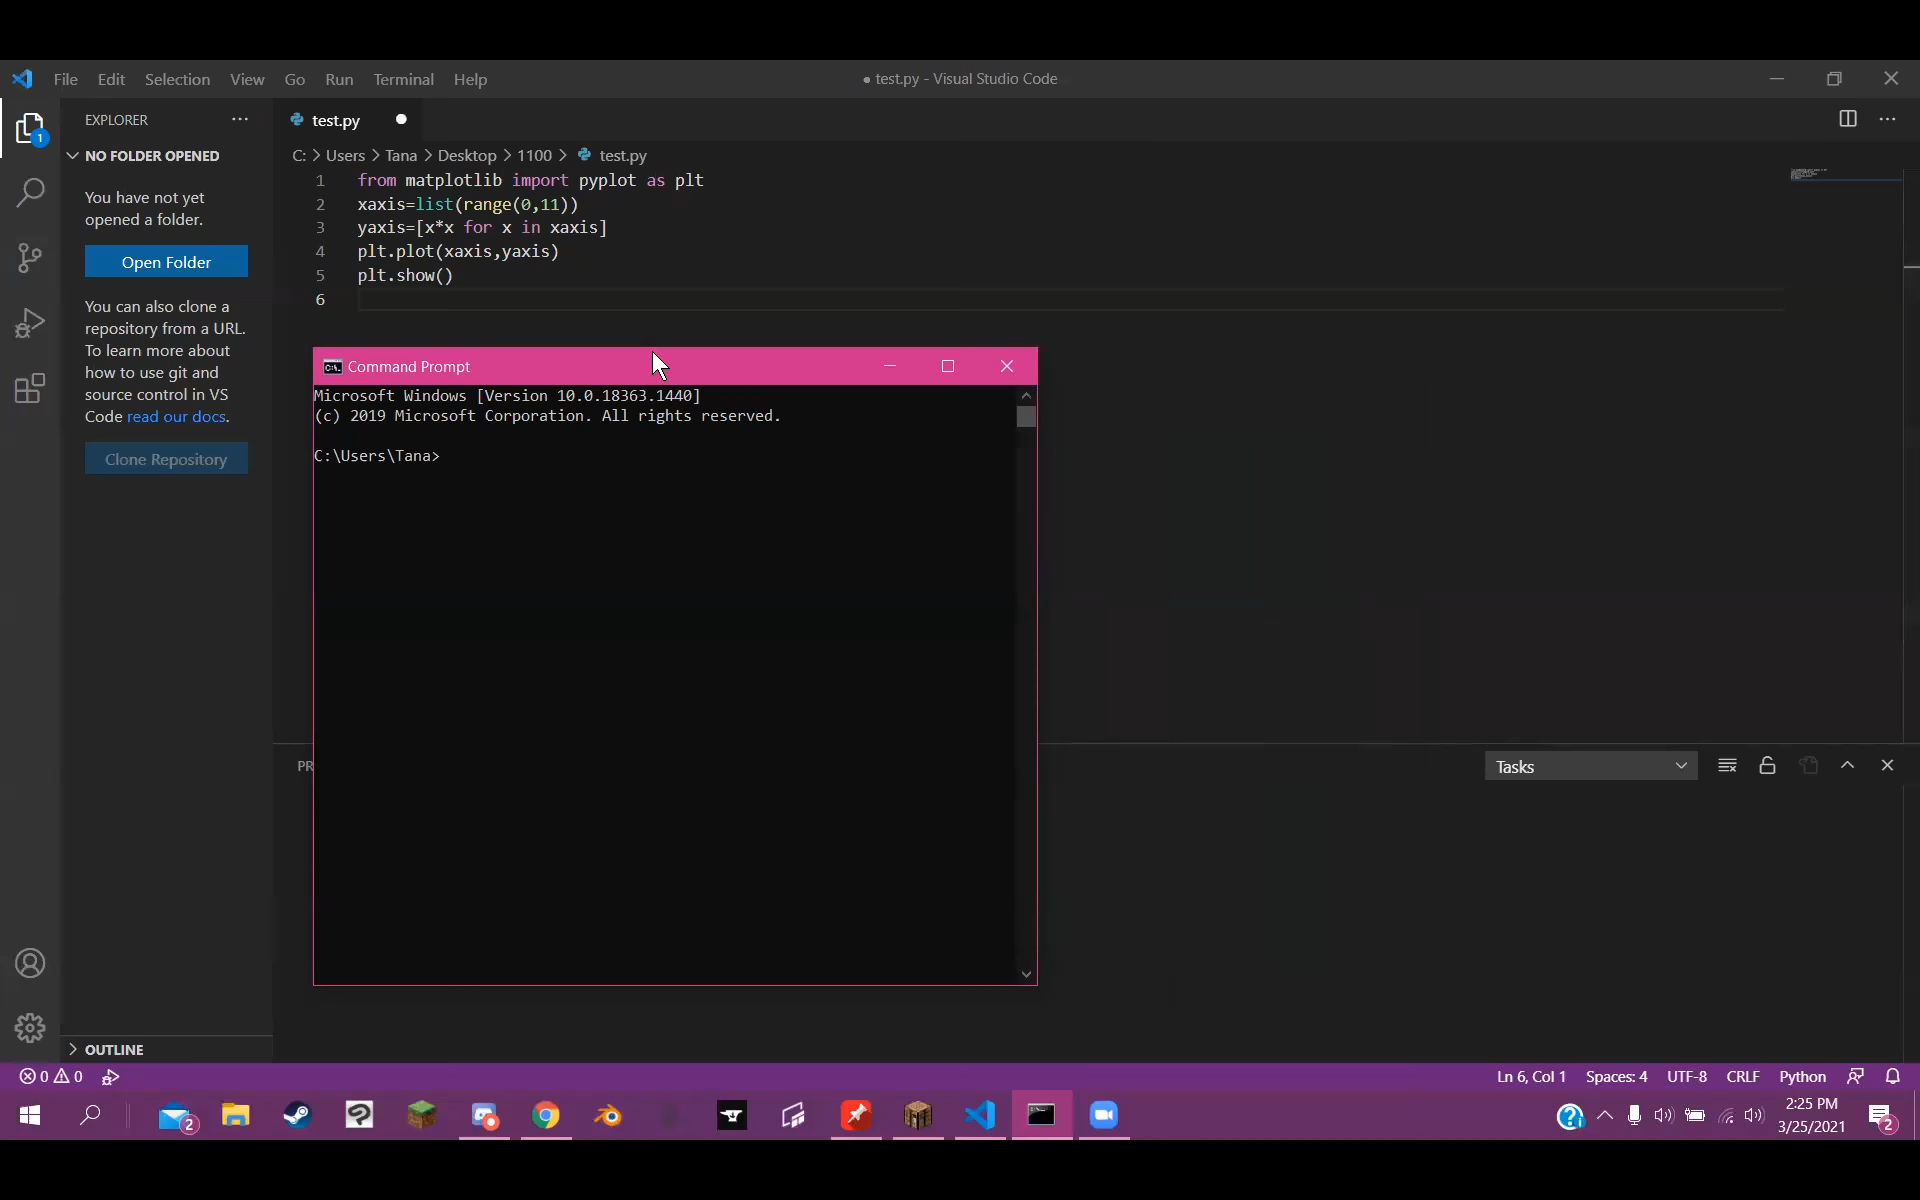 File Edit Selection View Go Run Terminal Help
● test.py - Visual Studio Code
EXPLORER
test.py
NO FOLDER OPENED
C: > Users > Tana > Desktop > 1100 > test.py
You have not yet
opened a folder.
Open Folder
You can also clone a
repository from a URL.
To learn more about
how to use git and
source control in VS
Code read our docs.
Clone Repository
1 from matplotlib import pyplot as plt
2 xaxis=list(range(0,11))
3 yaxis=[x*x for x in xaxis]
4 plt.plot(xaxis,yaxis)
5 plt.show()
6
Command Prompt
Microsoft Windows [Version 10.0.18363.1440]
(c) 2019 Microsoft Corporation. All rights reserved.
C:\Users\Tana>
PR
Tasks
OUTLINE
0 0
Ln 6, Col 1 Spaces: 4 UTF-8 CRLF Python
1
2
2:25 PM
3/25/2021
2